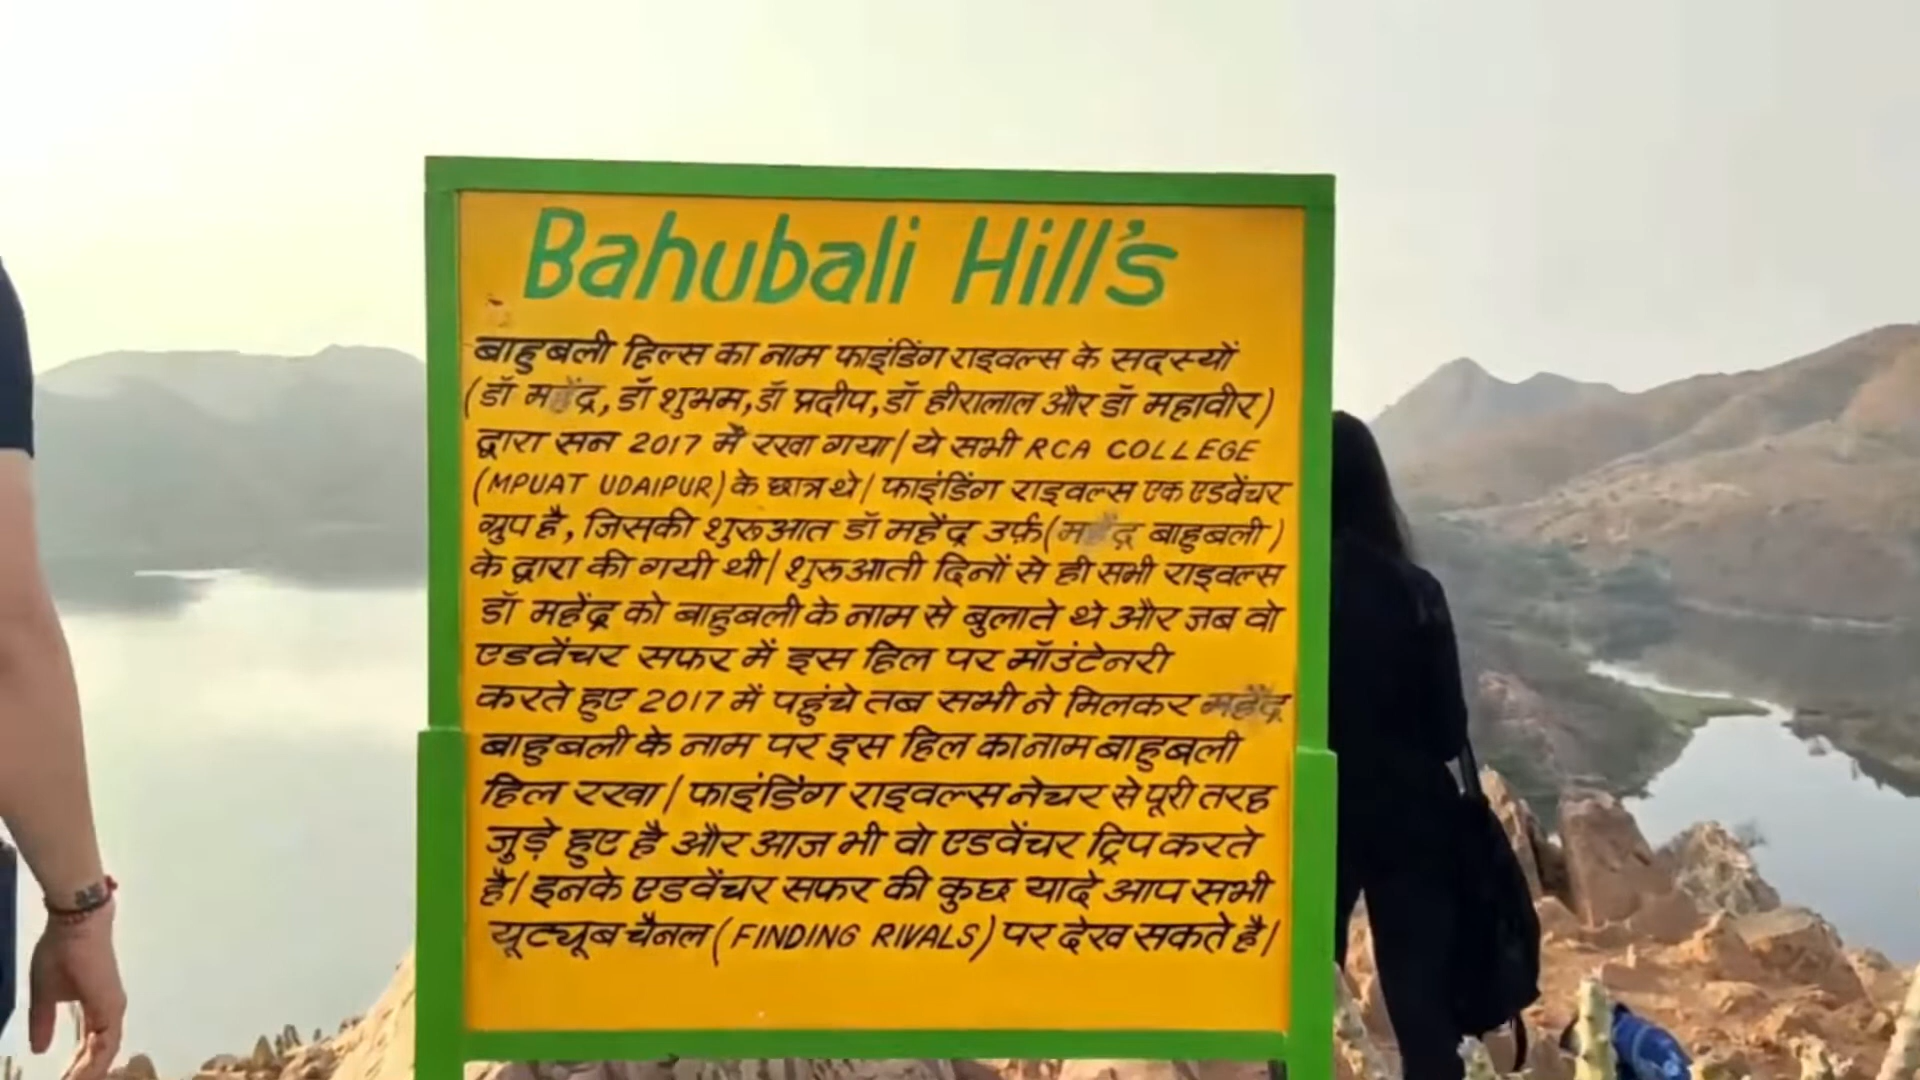 Bahubali Hill's
बाहुबली हिल्स का नाम फाइंडिंग राइवल्स के सदस्यों
(डॉ महेंद्र, डॉ शुभम, डॉ प्रदीप, डॉ हीरालाल और डॉ महावीर)
द्वारा सन 2017 में रखा गया। ये सभी RCA COLLEGE
(MPUAT UDAIPUR) के छात्र थे। फाइंडिंग राइवल्स एक एडवेंचर
ग्रुप है, जिसकी शुरूआत डॉ महेंद्र उर्फ़ (महेंद्र बाहुबली)
के द्वारा की गयी थी। शुरूआती दिनों से ही सभी राइवल्स
डॉ महेंद्र को बाहुबली के नाम से बुलाते थे और जब वो
एडवेंचर सफर में इस हिल पर मॉउंटेनरी
करते हुए 2017 में पहुंचे तब सभी ने मिलकर महेंद्र
बाहुबली के नाम पर इस हिल का नाम बाहुबली
हिल रखा। फाइंडिंग राइवल्स नेचर से पूरी तरह
जुड़े हुए है और आज भी वो एडवेंचर ट्रिप करते
है। इनके एडवेंचर सफर की कुछ यादे आप सभी
यूट्यूब चैनल (FINDING RIVALS) पर देख सकते है।